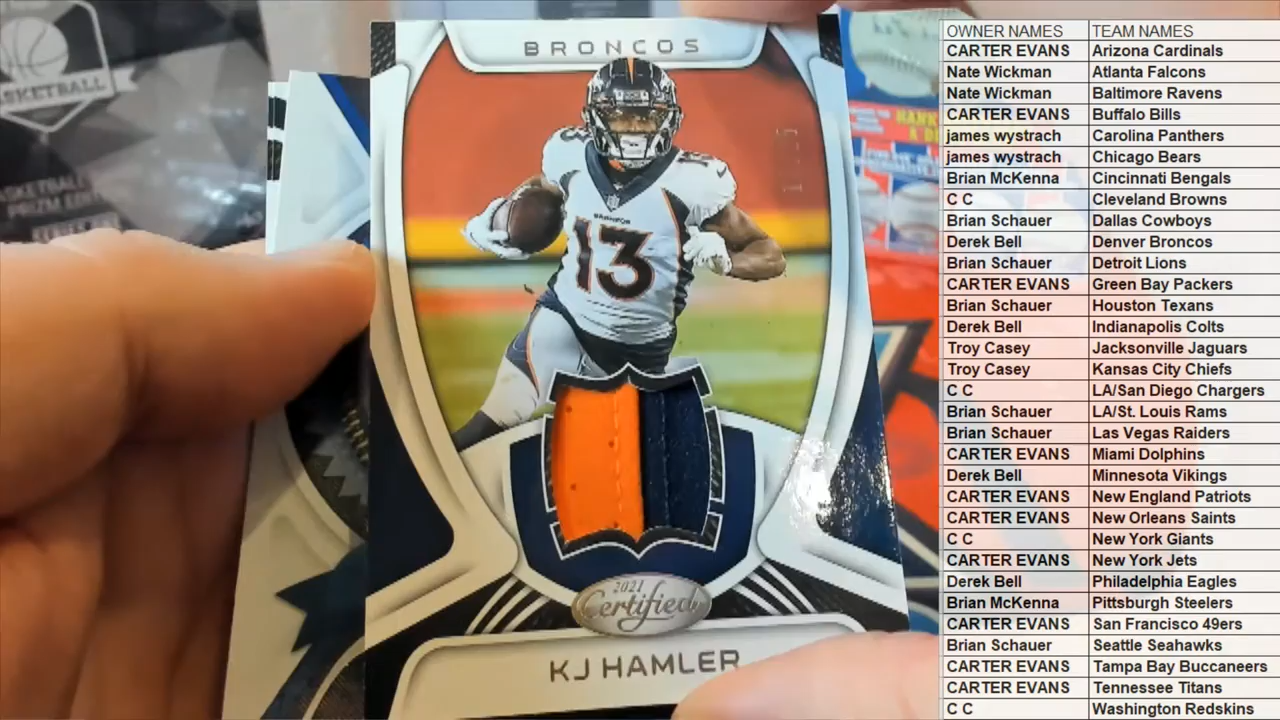 BRONCOS
13
13
BRONCOS
13
2021
Certified
KJ HAMLER
BASKETBALL
OWNER NAMES TEAM NAMES
CARTER EVANS Arizona Cardinals
Nate Wickman Atlanta Falcons
Nate Wickman Baltimore Ravens
CARTER EVANS Buffalo Bills
james wystrach Carolina Panthers
james wystrach Chicago Bears
Brian McKenna Cincinnati Bengals
C C Cleveland Browns
Brian Schauer Dallas Cowboys
Derek Bell Denver Broncos
Brian Schauer Detroit Lions
CARTER EVANS Green Bay Packers
Brian Schauer Houston Texans
Derek Bell Indianapolis Colts
Troy Casey Jacksonville Jaguars
Troy Casey Kansas City Chiefs
C C LA/San Diego Chargers
Brian Schauer LA/St. Louis Rams
Brian Schauer Las Vegas Raiders
CARTER EVANS Miami Dolphins
Derek Bell Minnesota Vikings
CARTER EVANS New England Patriots
CARTER EVANS New Orleans Saints
C C New York Giants
CARTER EVANS New York Jets
Derek Bell Philadelphia Eagles
Brian McKenna Pittsburgh Steelers
CARTER EVANS San Francisco 49ers
Brian Schauer Seattle Seahawks
CARTER EVANS Tampa Bay Buccaneers
CARTER EVANS Tennessee Titans
C C Washington Redskins